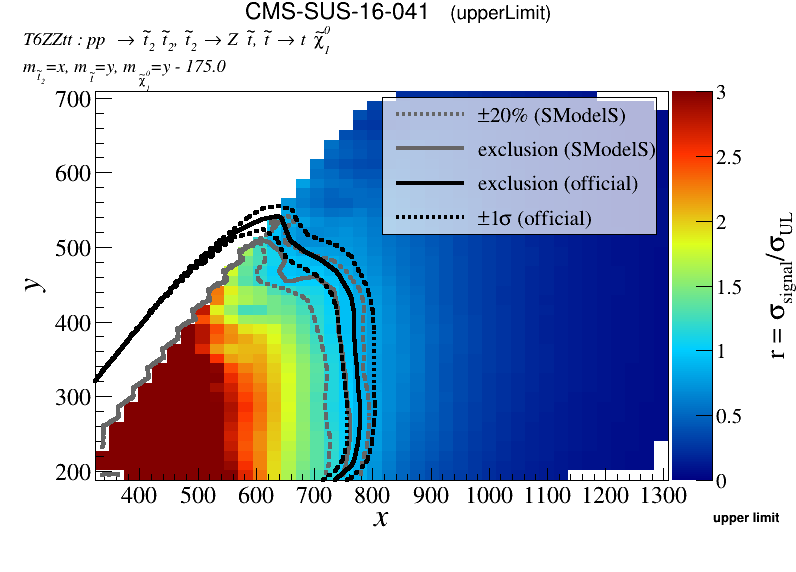 CMS-SUS-16-041 (upperLimit)
T6ZZtt : pp → t̃₂ t̃₂, t̃₂ → Z t̃, t̃ → t χ̃₁⁰
m_t̃₂=x, m_t̃=y, m_χ̃₁⁰=y - 175.0
±20% (SModelS)
exclusion (SModelS)
exclusion (official)
±1σ (official)
700
600
500
400
300
200
y
400 500 600 700 800 900 1000 1100 1200 1300
x
3
2.5
2
1.5
1
0.5
0
r = σ_signal/σ_UL
upper limit